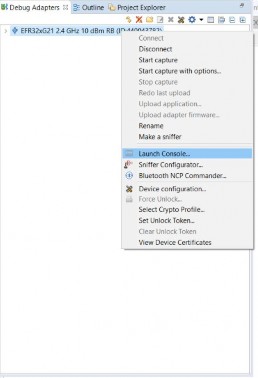 Debug Adapters Outline Project Explorer
EFR32xG21 2.4 GHz 10 dBm RB
Connect
Disconnect
Start capture
Start capture with options...
Stop capture
Redo last upload
Upload application...
Upload adapter firmware...
Rename
Make a sniffer
Launch Console...
Sniffer Configurator...
Bluetooth NCP Commander...
Device configuration...
Force Unlock...
Select Crypto Profile...
Set Unlock Token...
Clear Unlock Token
View Device Certificates